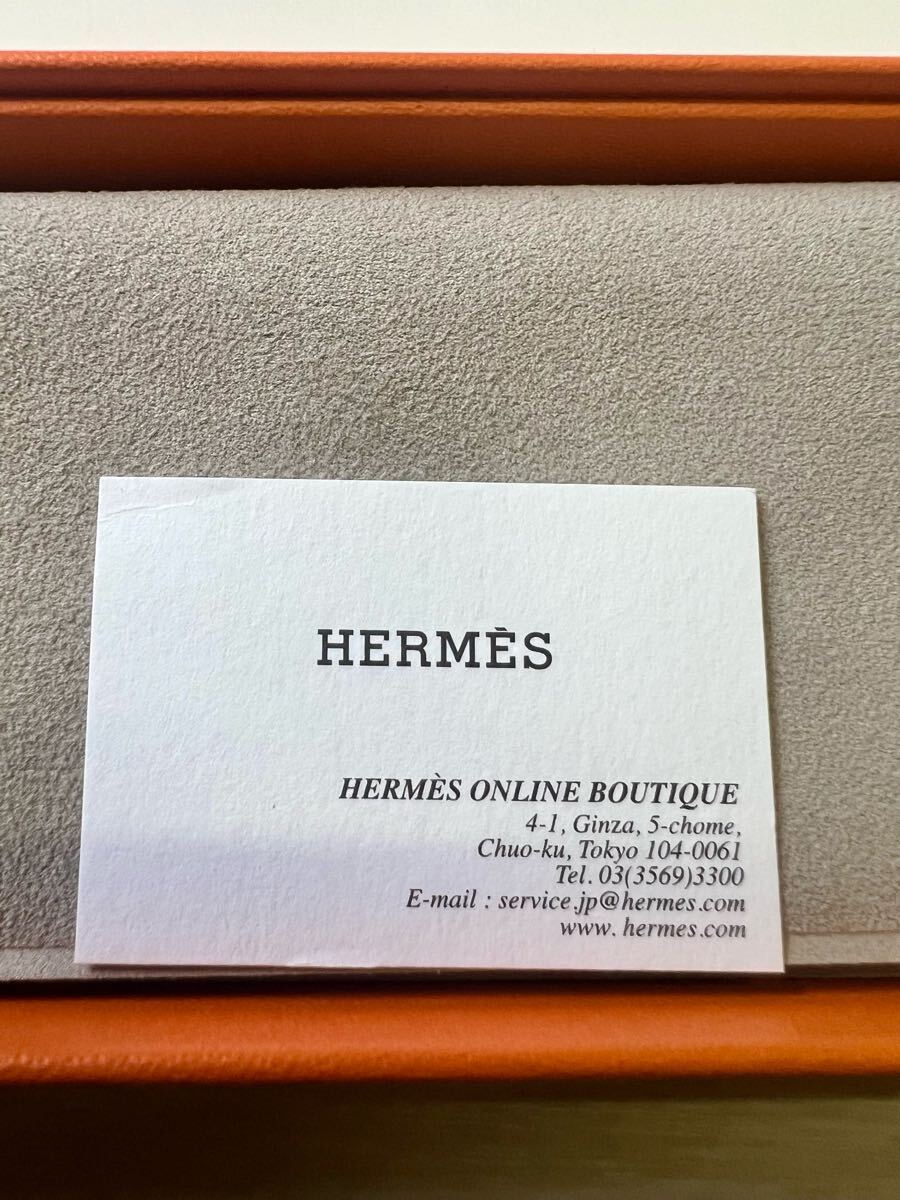 HERMÈS
HERMÈS ONLINE BOUTIQUE
4-1, Ginza, 5-chome,
Chuo-ku, Tokyo 104-0061
Tel. 03(3569)3300
E-mail : service.jp@hermes.com
www. hermes.com